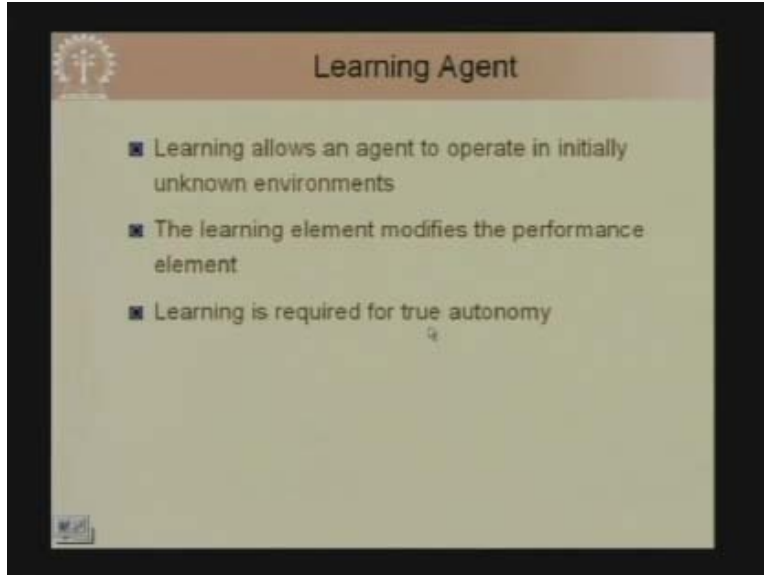 Learning Agent
Learning allows an agent to operate in initially
unknown environments
The learning element modifies the performance
element
Learning is required for true autonomy